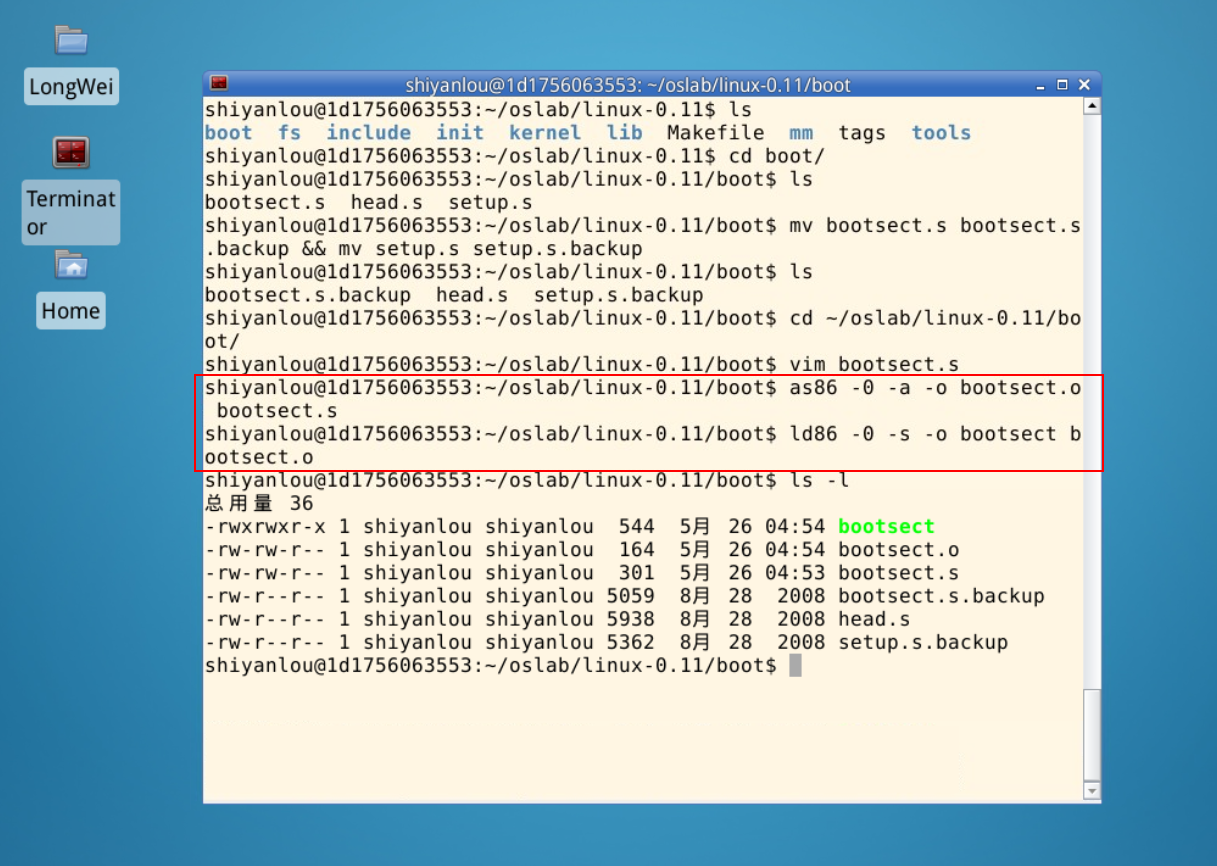 LongWei
Terminat
or
Home
shiyanlou@1d1756063553: ~/oslab/linux-0.11/boot
shiyanlou@1d1756063553:~/oslab/linux-0.11$ ls
boot  fs  include  init  kernel  lib  Makefile  mm  tags  tools
shiyanlou@1d1756063553:~/oslab/linux-0.11$ cd boot/
shiyanlou@1d1756063553:~/oslab/linux-0.11/boot$ ls
bootsect.s  head.s  setup.s
shiyanlou@1d1756063553:~/oslab/linux-0.11/boot$ mv bootsect.s bootsect.s
.backup && mv setup.s setup.s.backup
shiyanlou@1d1756063553:~/oslab/linux-0.11/boot$ ls
bootsect.s.backup  head.s  setup.s.backup
shiyanlou@1d1756063553:~/oslab/linux-0.11/boot$ cd ~/oslab/linux-0.11/bo
ot/
shiyanlou@1d1756063553:~/oslab/linux-0.11/boot$ vim bootsect.s
shiyanlou@1d1756063553:~/oslab/linux-0.11/boot$ as86 -0 -a -o bootsect.o
 bootsect.s
shiyanlou@1d1756063553:~/oslab/linux-0.11/boot$ ld86 -0 -s -o bootsect b
ootsect.o
shiyanlou@1d1756063553:~/oslab/linux-0.11/boot$ ls -l
总用量 36
-rwxrwxr-x 1 shiyanlou shiyanlou  544  5月  26 04:54 bootsect
-rw-rw-r-- 1 shiyanlou shiyanlou  164  5月  26 04:54 bootsect.o
-rw-rw-r-- 1 shiyanlou shiyanlou  301  5月  26 04:53 bootsect.s
-rw-r--r-- 1 shiyanlou shiyanlou 5059  8月  28  2008 bootsect.s.backup
-rw-r--r-- 1 shiyanlou shiyanlou 5938  8月  28  2008 head.s
-rw-r--r-- 1 shiyanlou shiyanlou 5362  8月  28  2008 setup.s.backup
shiyanlou@1d1756063553:~/oslab/linux-0.11/boot$